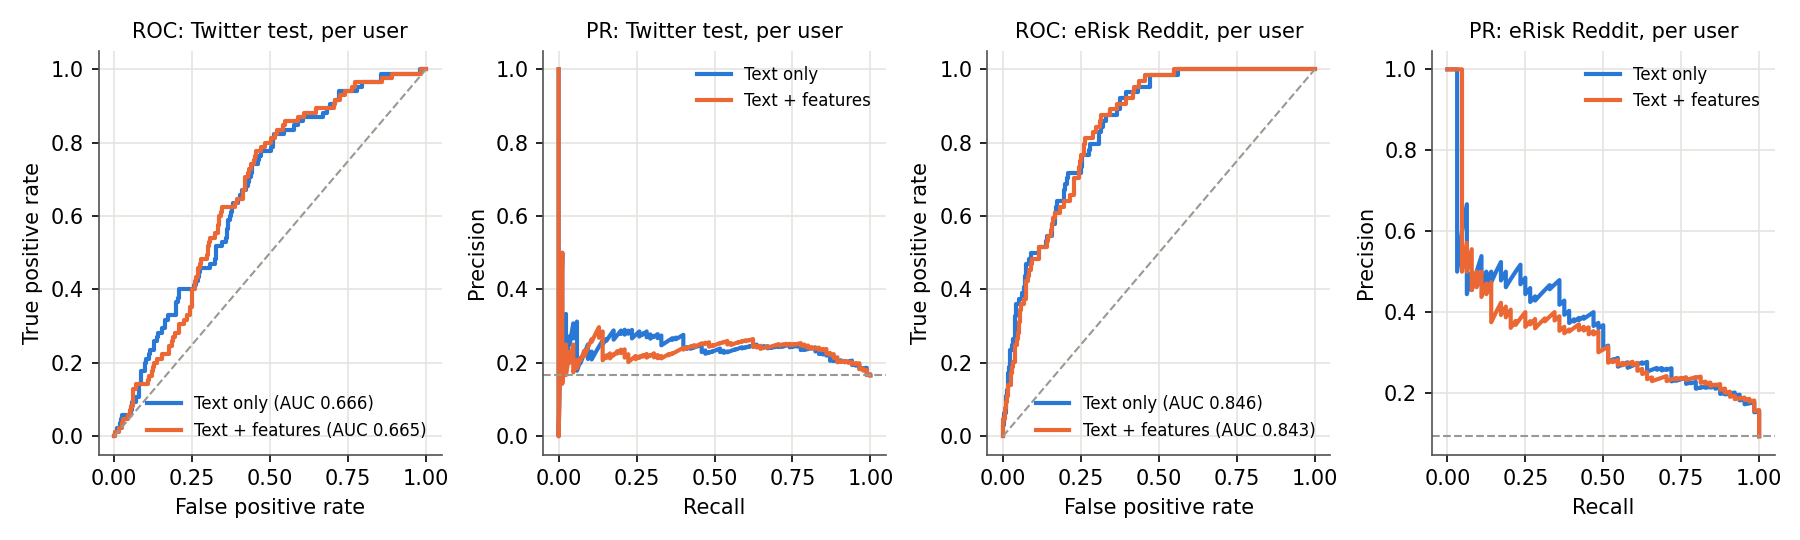 ROC: Twitter test, per user
True positive rate
1.0
0.8
0.6
0.4
0.2
0.0
Text only (AUC 0.666)
Text + features (AUC 0.665)
0.00 0.25 0.50 0.75 1.00
False positive rate
PR: Twitter test, per user
Precision
1.0
0.8
0.6
0.4
0.2
0.0
Text only
Text + features
0.00 0.25 0.50 0.75 1.00
Recall
ROC: eRisk Reddit, per user
True positive rate
1.0
0.8
0.6
0.4
0.2
0.0
Text only (AUC 0.846)
Text + features (AUC 0.843)
0.00 0.25 0.50 0.75 1.00
False positive rate
PR: eRisk Reddit, per user
Precision
1.0
0.8
0.6
0.4
0.2
Text only
Text + features
0.00 0.25 0.50 0.75 1.00
Recall